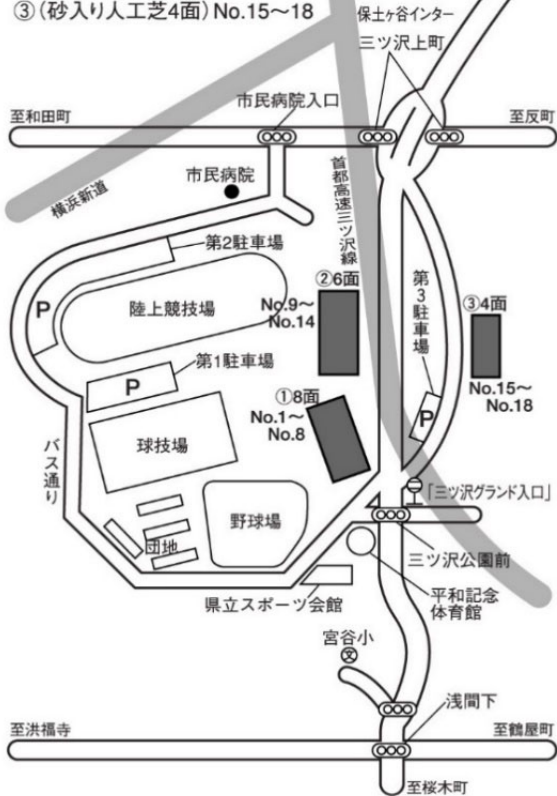 ③(砂入り人工芝4面)No.15〜18
保土ヶ谷インター
三ツ沢上町
市民病院入口
至和田町
至反町
市民病院
横浜新道
首都高速三ツ沢線
第2駐車場
P
陸上競技場
②6面
No.9〜
No.14
第3駐車場
③4面
No.15〜
No.18
第1駐車場
P
①8面
No.1〜
No.8
P
球技場
バス通り
「三ツ沢グランド入口」
野球場
団地
三ツ沢公園前
県立スポーツ会館
平和記念
体育館
宮谷小
文
浅間下
至洪福寺
至鶴屋町
至桜木町